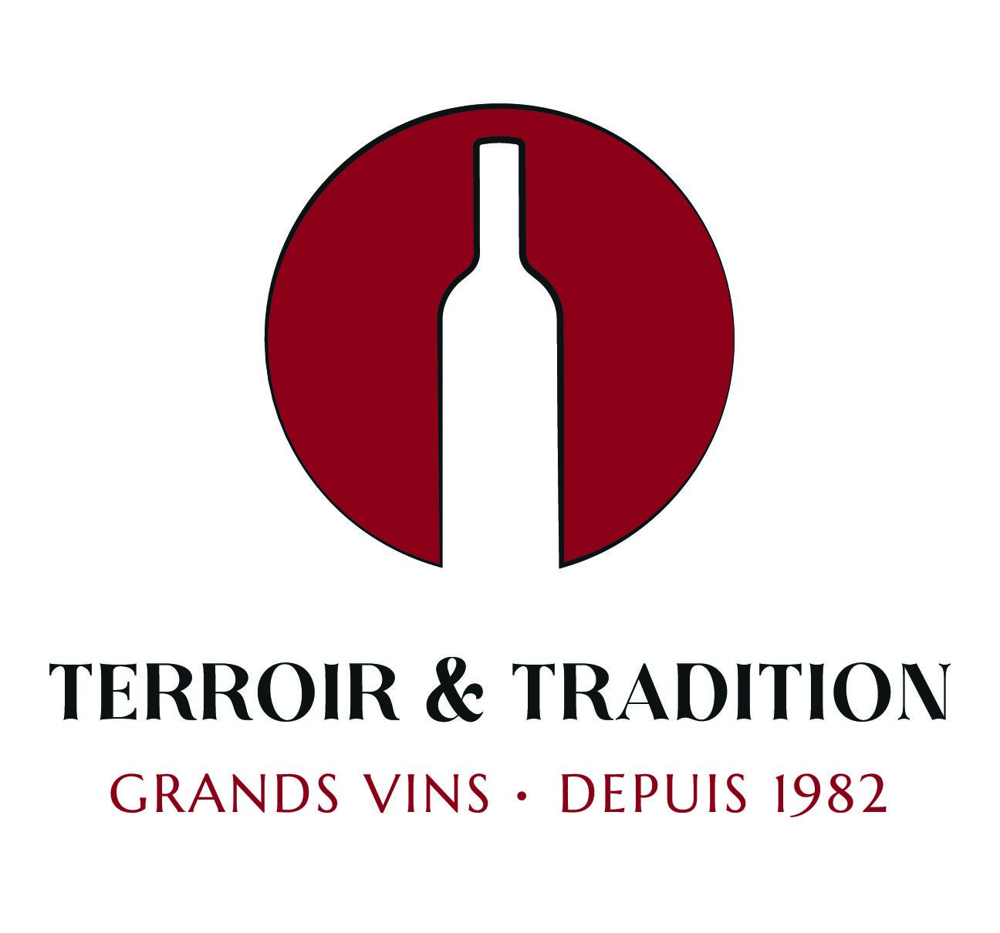 TERROIR & TRADITION
GRANDS VINS • DEPUIS 1982